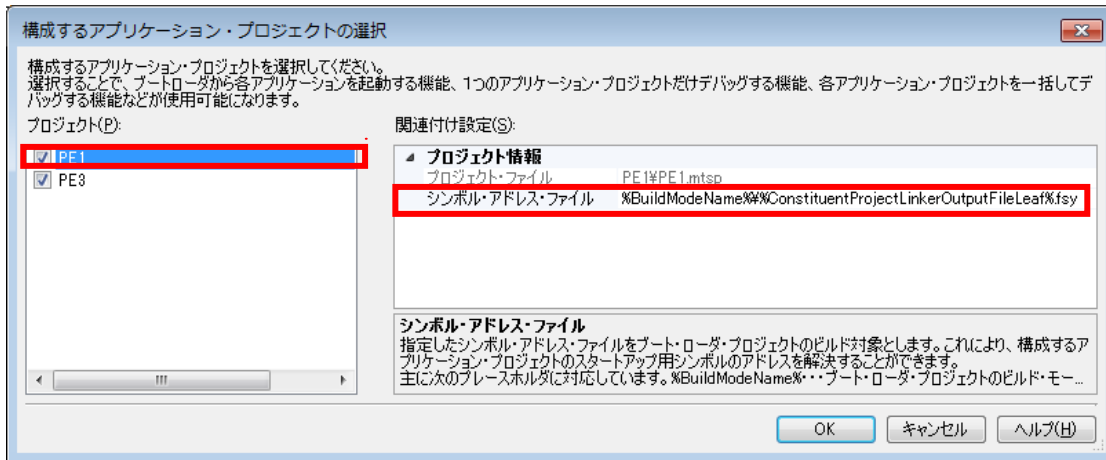 構成するアプリケーション・プロジェクトの選択
構成するアプリケーション・プロジェクトを選択してください。
選択することで、ブートローダから各アプリケーションを起動する機能、1つのアプリケーション・プロジェクトだけデバッグする機能、各アプリケーション・プロジェクトを一括してデ
バッグする機能などが使用可能になります。
プロジェクト(P):
関連付け設定(S):
PE1
PE3
プロジェクト情報
プロジェクト・ファイル PE1¥PE1.mtsp
シンボル・アドレス・ファイル %BuildModeName%¥%ConstituentProjectLinkerOutputFileLeaf%.fsy
シンボル・アドレス・ファイル
指定したシンボル・アドレス・ファイルをブート・ローダ・プロジェクトのビルド対象とします。これにより、構成するア
プリケーション・プロジェクトのスタートアップ用シンボルのアドレスを解決することができます。
主に次のプレースホルダに対応しています。%BuildModeName%・・・ブート・ローダ・プロジェクトのビルド・モー...
OK
キャンセル
ヘルプ(H)